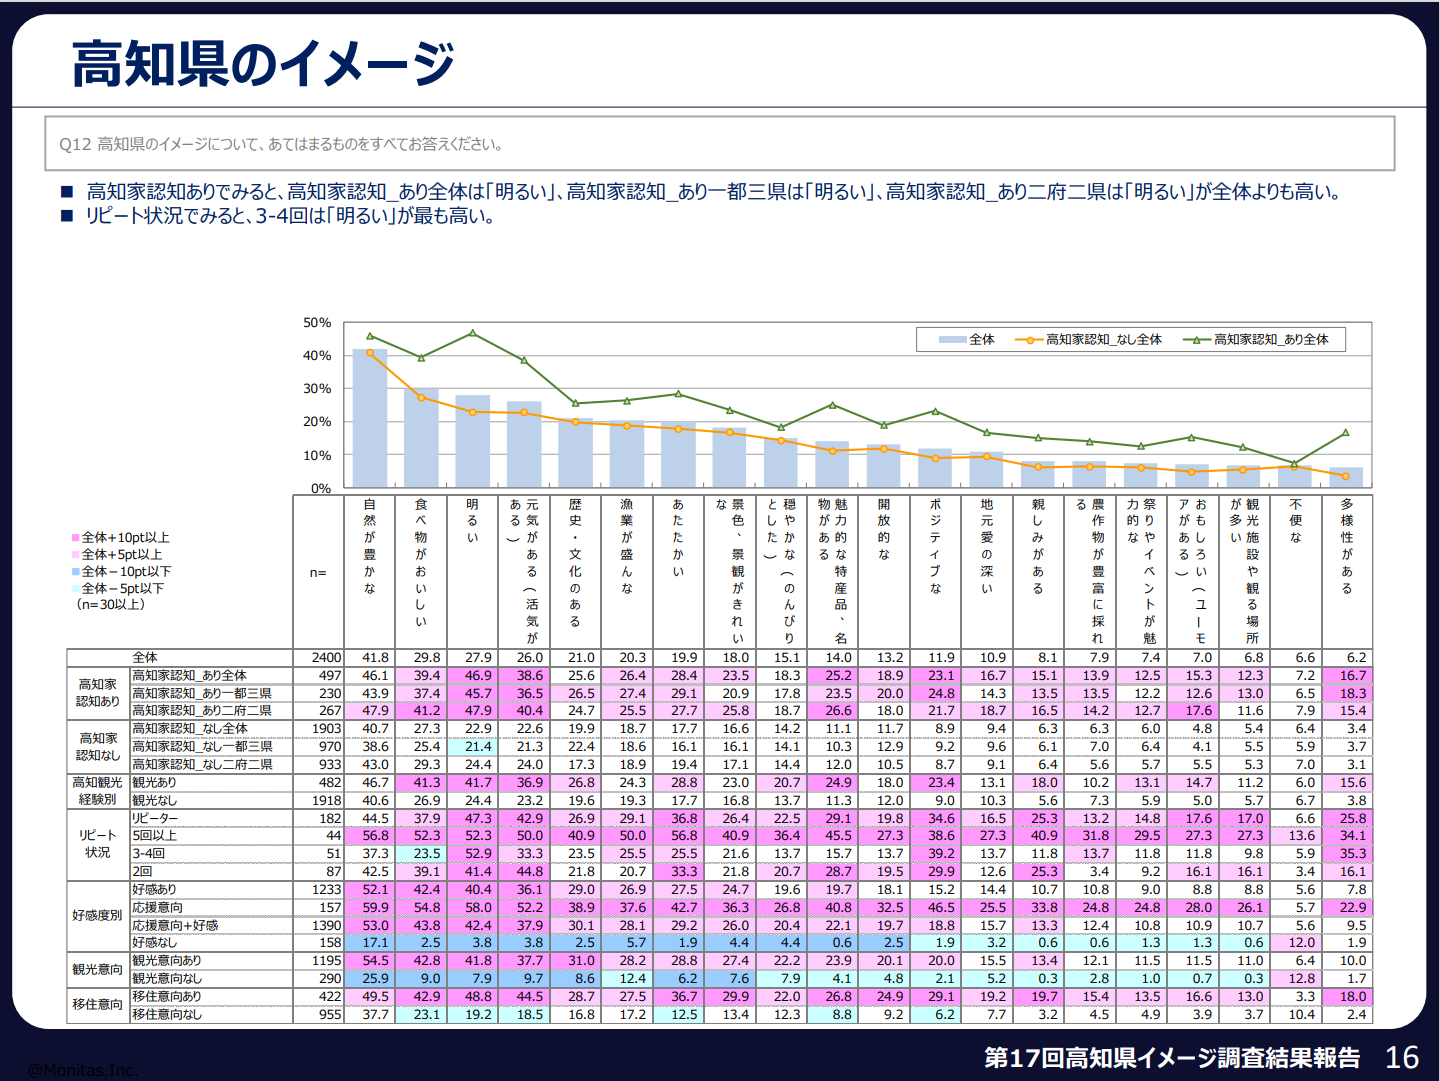 高知県のイメージ
Q12 高知県のイメージについて、あてはまるものをすべてお答えください。
■ 高知家認知ありでみると、高知家認知_あり全体は「明るい」、高知家認知_あり一都三県は「明るい」、高知家認知_あり二府二県は「明るい」が全体よりも高い。
■ リピート状況でみると、3-4回は「明るい」が最も高い。
50%
40%
30%
20%
10%
0%
全体 高知家認知_なし全体 高知家認知_あり全体
全体+10pt以上
全体+5pt以上
全体-10pt以下
全体-5pt以下
(n=30以上)
n=
自然が豊かな
食べ物がおいしい
明るい
元気がある(活気がある)
歴史・文化のある
漁業が盛んな
あたたかい
景色、景観がきれいな
穏やかな(のんびりとした)
魅力的な特産品、名物がある
開放的な
ポジティブな
地元愛の深い
親しみがある
農作物が豊富に採れる
祭りやイベントが魅力的な
おもしろい(ユーモアがある)
観光施設や観る場所が多い
不便な
多様性がある
全体 2400 41.8 29.8 27.9 26.0 21.0 20.3 19.9 18.0 15.1 14.0 13.2 11.9 10.9 8.1 7.9 7.4 7.0 6.8 6.6 6.2
高知家認知あり
高知家認知_あり全体 497 46.1 39.4 46.9 38.6 25.6 26.4 28.4 23.5 18.3 25.2 18.9 23.1 16.7 15.1 13.9 12.5 15.3 12.3 7.2 16.7
高知家認知_あり一都三県 230 43.9 37.4 45.7 36.5 26.5 27.4 29.1 20.9 17.8 23.5 20.0 24.8 14.3 13.5 13.5 12.2 12.6 13.0 6.5 18.3
高知家認知_あり二府二県 267 47.9 41.2 47.9 40.4 24.7 25.5 27.7 25.8 18.7 26.6 18.0 21.7 18.7 16.5 14.2 12.7 17.6 11.6 7.9 15.4
高知家認知なし
高知家認知_なし全体 1903 40.7 27.3 22.9 22.6 19.9 18.7 17.7 16.6 14.2 11.1 11.7 8.9 9.4 6.3 6.3 6.0 4.8 5.4 6.4 3.4
高知家認知_なし一都三県 970 38.6 25.4 21.4 21.3 22.4 18.6 16.1 16.1 14.1 10.3 12.9 9.2 9.6 6.1 7.0 6.4 4.1 5.5 5.9 3.7
高知家認知_なし二府二県 933 43.0 29.3 24.4 24.0 17.3 18.9 19.4 17.1 14.4 12.0 10.5 8.7 9.1 6.4 5.6 5.7 5.5 5.3 7.0 3.1
高知観光経験別
観光あり 482 46.7 41.3 41.7 36.9 26.8 24.3 28.8 23.0 20.7 24.9 18.0 23.4 13.1 18.0 10.2 13.1 14.7 11.2 6.0 15.6
観光なし 1918 40.6 26.9 24.4 23.2 19.6 19.3 17.7 16.8 13.7 11.3 12.0 9.0 10.3 5.6 7.3 5.9 5.0 5.7 6.7 3.8
リピート状況
リピーター 182 44.5 37.9 47.3 42.9 26.9 29.1 36.8 26.4 22.5 29.1 19.8 34.6 16.5 25.3 13.2 14.8 17.6 17.0 6.6 25.8
5回以上 44 56.8 52.3 52.3 50.0 40.9 50.0 56.8 40.9 36.4 45.5 27.3 38.6 27.3 40.9 31.8 29.5 27.3 27.3 13.6 34.1
3-4回 51 37.3 23.5 52.9 33.3 23.5 25.5 25.5 21.6 13.7 15.7 13.7 39.2 13.7 11.8 13.7 11.8 11.8 9.8 5.9 35.3
2回 87 42.5 39.1 41.4 44.8 21.8 20.7 33.3 21.8 20.7 28.7 19.5 29.9 12.6 25.3 3.4 9.2 16.1 16.1 3.4 16.1
好感度別
好感あり 1233 52.1 42.4 40.4 36.1 29.0 26.9 27.5 24.7 19.6 19.7 18.1 15.2 14.4 10.7 10.8 9.0 8.8 8.8 5.6 7.8
応援意向 157 59.9 54.8 58.0 52.2 38.9 37.6 42.7 36.3 26.8 40.8 32.5 46.5 25.5 33.8 24.8 24.8 28.0 26.1 5.7 22.9
応援意向+好感 1390 53.0 43.8 42.4 37.9 30.1 28.1 29.2 26.0 20.4 22.1 19.7 18.8 15.7 13.3 12.4 10.8 10.9 10.7 5.6 9.5
好感なし 158 17.1 2.5 3.8 3.8 2.5 5.7 1.9 4.4 4.4 0.6 2.5 1.9 3.2 0.6 0.6 1.3 1.3 0.6 12.0 1.9
観光意向
観光意向あり 1195 54.5 42.8 41.8 37.7 31.0 28.2 28.8 27.4 22.2 23.9 20.1 20.0 15.5 13.4 12.1 11.5 11.5 11.0 6.4 10.0
観光意向なし 290 25.9 9.0 7.9 9.7 8.6 12.4 6.2 7.6 7.9 4.1 4.8 2.1 5.2 0.3 2.8 1.0 0.7 0.3 12.8 1.7
移住意向
移住意向あり 422 49.5 42.9 48.8 44.5 28.7 27.5 36.7 29.9 22.0 26.8 24.9 29.1 19.2 19.7 15.4 13.5 16.6 13.0 3.3 18.0
移住意向なし 955 37.7 23.1 19.2 18.5 16.8 17.2 12.5 13.4 12.3 8.8 9.2 6.2 7.7 3.2 4.5 4.9 3.9 3.7 10.4 2.4
第17回高知県イメージ調査結果報告 16
@Monitas,Inc.